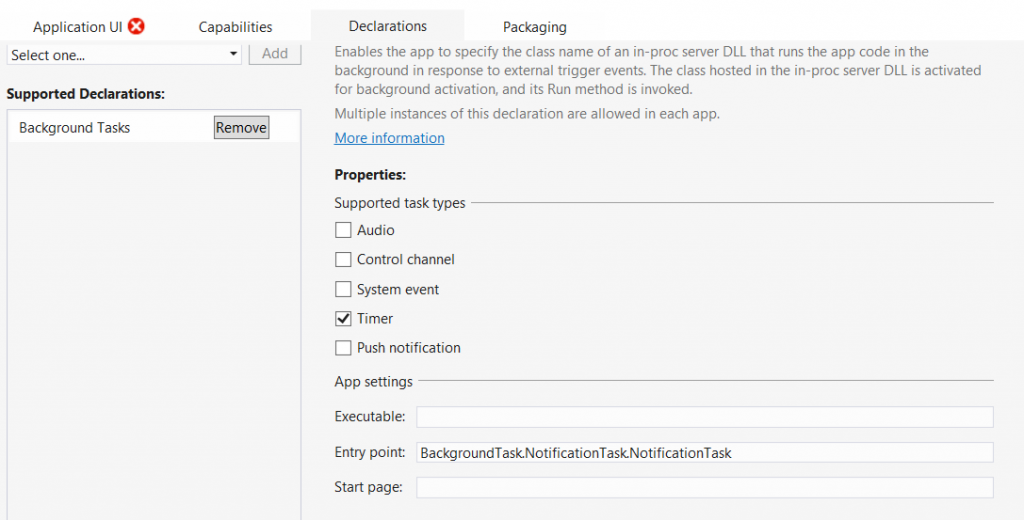 Application UI
Capabilities
Declarations
Packaging
Select one...
Add
Supported Declarations:
Background Tasks
Remove
Enables the app to specify the class name of an in-proc server DLL that runs the app code in the
background in response to external trigger events. The class hosted in the in-proc server DLL is activated
for background activation, and its Run method is invoked.
Multiple instances of this declaration are allowed in each app.
More information
Properties:
Supported task types
Audio
Control channel
System event
Timer
Push notification
App settings
Executable:
Entry point: BackgroundTask.NotificationTask.NotificationTask
Start page: